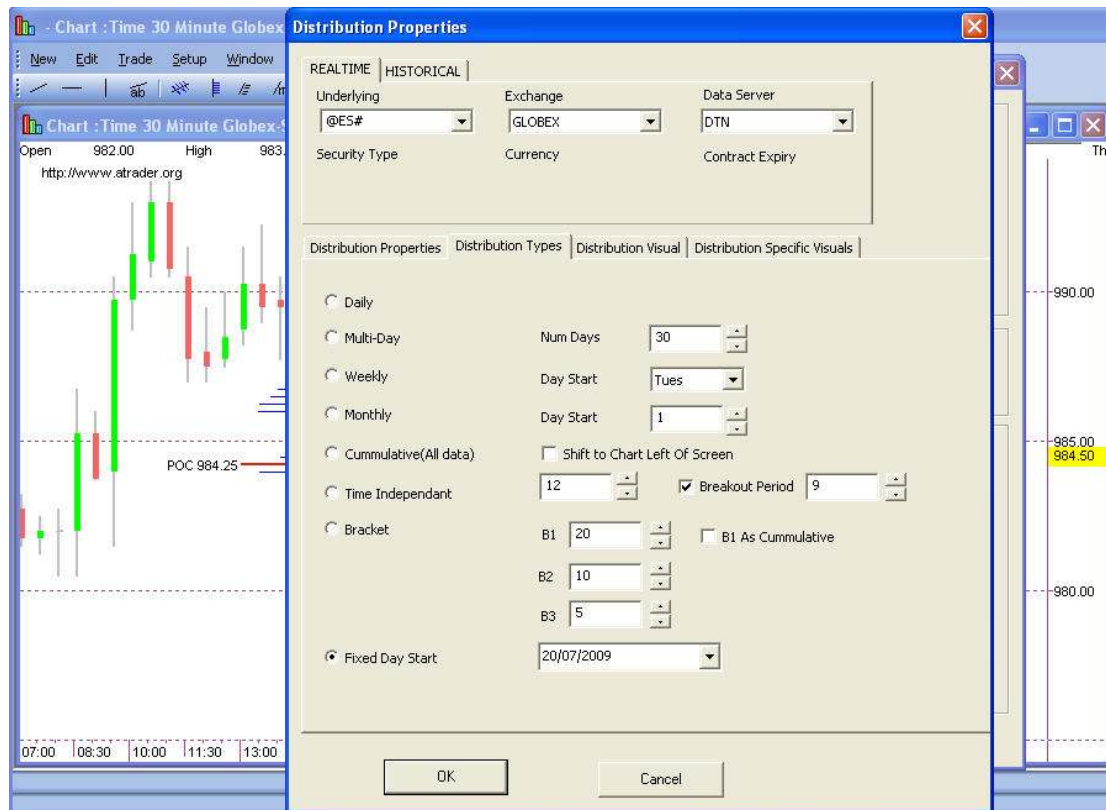 - Chart :Time 30 Minute Globex
New Edit Trade Setup Window
Chart :Time 30 Minute Globex-
Open 982.00 High 983.
http://www.atrader.org
POC 984.25
07:00 08:30 10:00 11:30 13:00
Distribution Properties
REALTIME HISTORICAL
Underlying Exchange Data Server
@ES# GLOBEX DTN
Security Type Currency Contract Expiry
Distribution Properties Distribution Types Distribution Visual Distribution Specific Visuals
Daily
Multi-Day Num Days 30
Weekly Day Start Tues
Monthly Day Start 1
Cummulative(All data) Shift to Chart Left Of Screen
Time Independant 12 Breakout Period 9
Bracket B1 20 B1 As Cummulative
B2 10
B3 5
Fixed Day Start 20/07/2009
OK Cancel
Th
990.00
985.00
984.50
980.00